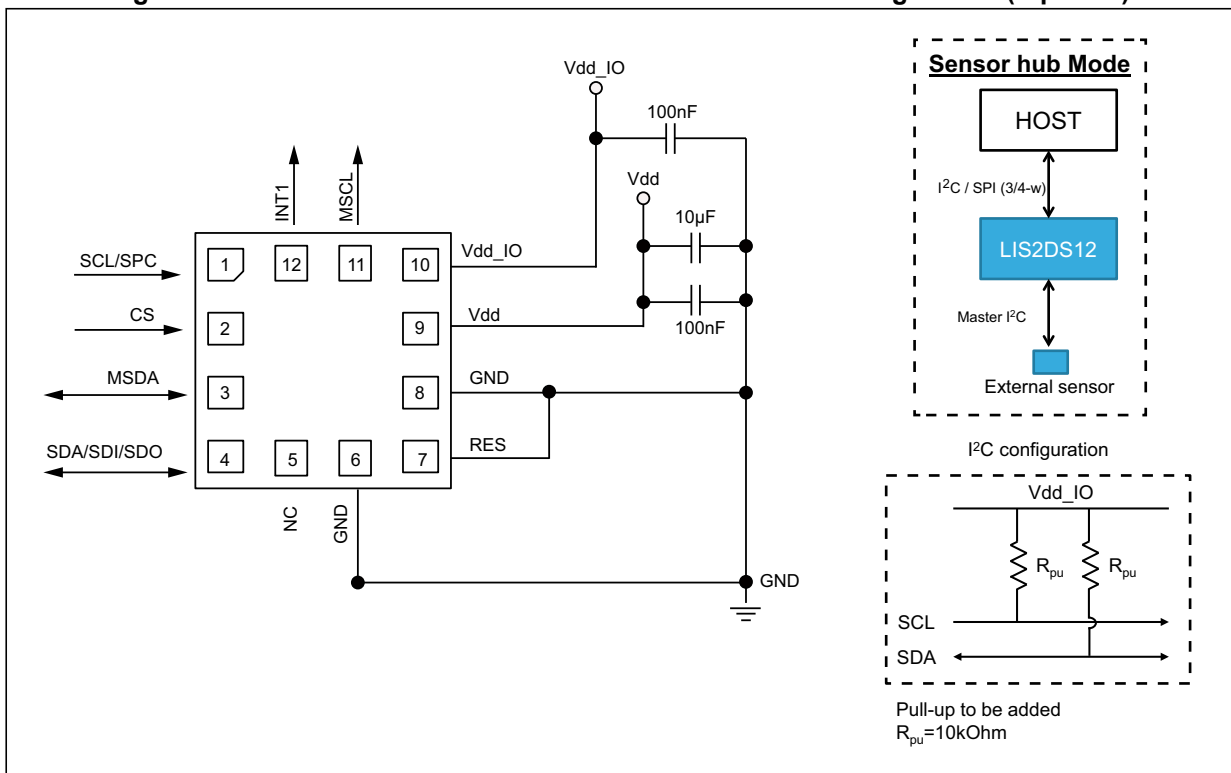 Vdd_IO
100nF
Vdd
10µF
100nF
INT1
MSCL
SCL/SPC
CS
MSDA
SDA/SDI/SDO
1
12
11
10
2
9
3
8
4
5
6
7
Vdd_IO
Vdd
GND
RES
NC
GND
GND
Sensor hub Mode
HOST
I²C / SPI (3/4-w)
LIS2DS12
Master I²C
External sensor
I²C configuration
Vdd_IO
Rpu
Rpu
SCL
SDA
Pull-up to be added
Rpu=10kOhm